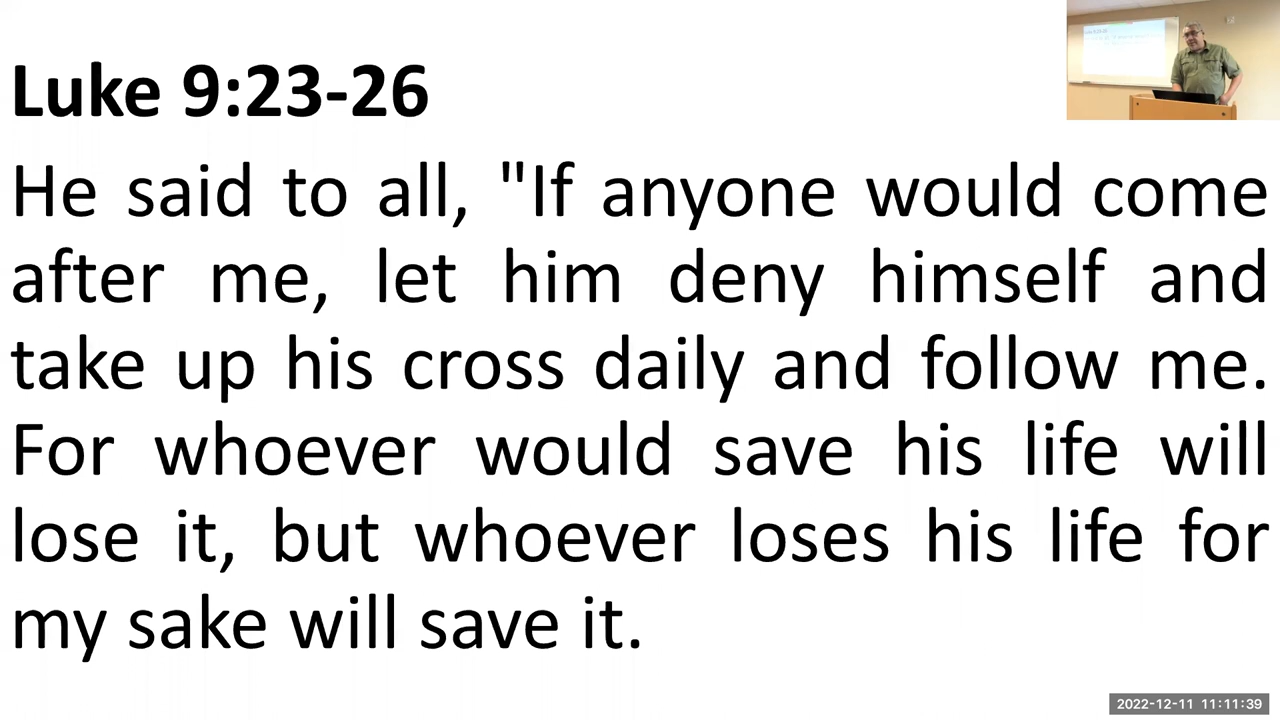 Luke 9:23-26
He said to all, "If anyone would come
after me, let him deny himself and
take up his cross daily and follow me.
For whoever would save his life will
lose it, but whoever loses his life for
my sake will save it.
2022-12-11 11:11:39